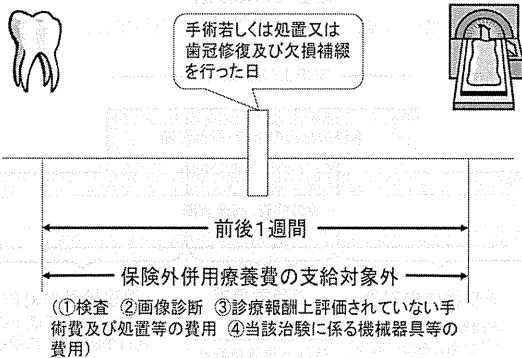 手術若しくは処置又は
歯冠修復及び欠損補綴
を行った日
前後1週間
保険外併用療養費の支給対象外
(①検査 ②画像診断 ③診療報酬上評価されていない手
術費及び処置等の費用 ④当該治験に係る機械器具等の
費用)